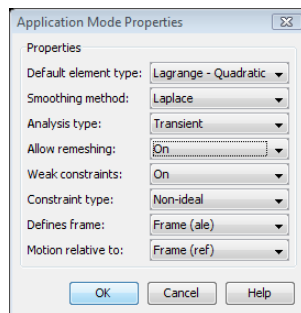 Application Mode Properties
Properties
Default element type: Lagrange - Quadratic
Smoothing method: Laplace
Analysis type: Transient
Allow remeshing: On
Weak constraints: On
Constraint type: Non-ideal
Defines frame: Frame (ale)
Motion relative to: Frame (ref)
OK Cancel Help